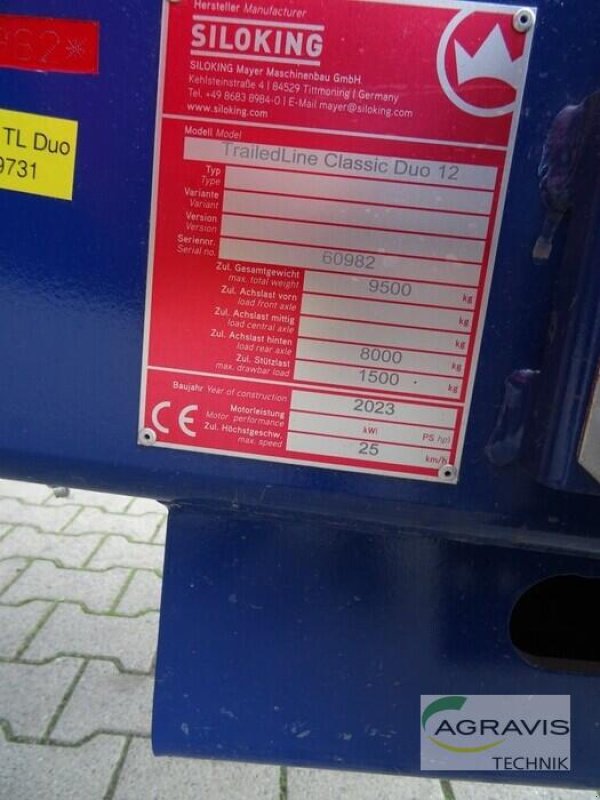 Hersteller Manufacturer
SILOKING
SILOKING Mayer Maschinenbau GmbH
Kehlsteinstraße 4 | 84529 Tittmoning | Germany
Tel. +49 8683 8984-0 | E-Mail mayer@siloking.com
www.siloking.com
62*
TL Duo
9731
Modell Model
TrailedLine Classic Duo 12
Typ
Type
Variante
Variant
Version
Version
Seriennr.
Serial no.
60982
Zul. Gesamtgewicht
max. total weight
9500 kg
Zul. Achslast vorn
load front axle
kg
Zul. Achslast mittig
load central axle
kg
Zul. Achslast hinten
load rear axle
8000 kg
Zul. Stützlast
max. drawbar load
1500 kg
Baujahr Year of construction
2023
Motorleistung
Motor performance
kW| PS hp|
Zul. Höchstgeschw.
max. speed
25 km/h
CE
AGRAVIS
TECHNIK